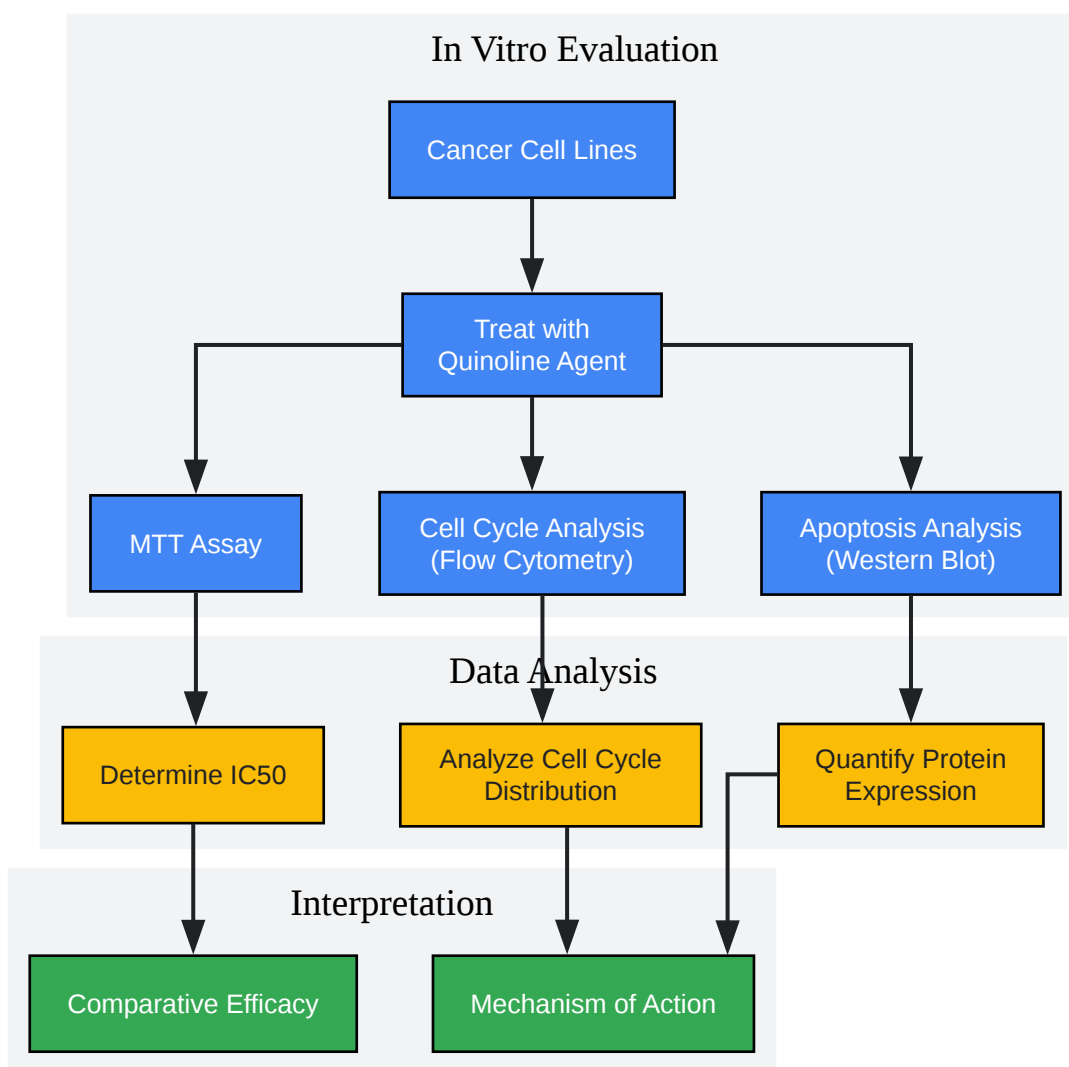 In Vitro Evaluation
Cancer Cell Lines
Treat with
Quinoline Agent
MTT Assay
Cell Cycle Analysis
(Flow Cytometry)
Apoptosis Analysis
(Western Blot)
Data Analysis
Determine IC50
Analyze Cell Cycle
Distribution
Quantify Protein
Expression
Interpretation
Comparative Efficacy
Mechanism of Action